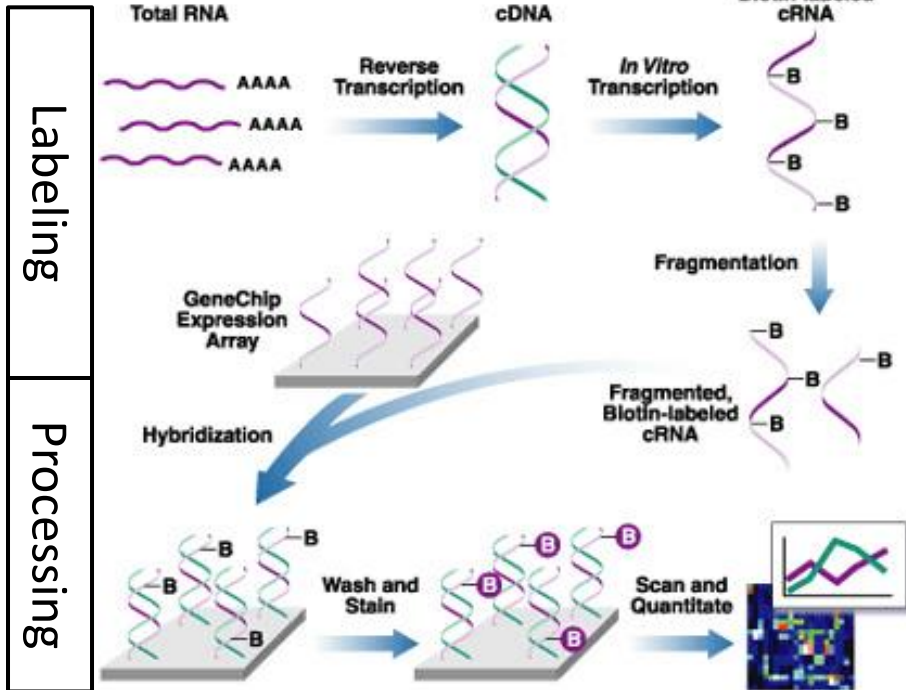 Labeling
Total RNA
cDNA
cRNA
AAAA
AAAA
AAAA
Reverse
Transcription
In Vitro
Transcription
B
B
B
B
Fragmentation
GeneChip
Expression
Array
B
B
B
B
Fragmented,
Biotin-labeled
cRNA
Processing
Hybridization
B
B
B
B
Wash and
Stain
B
B
B
B
Scan and
Quantitate